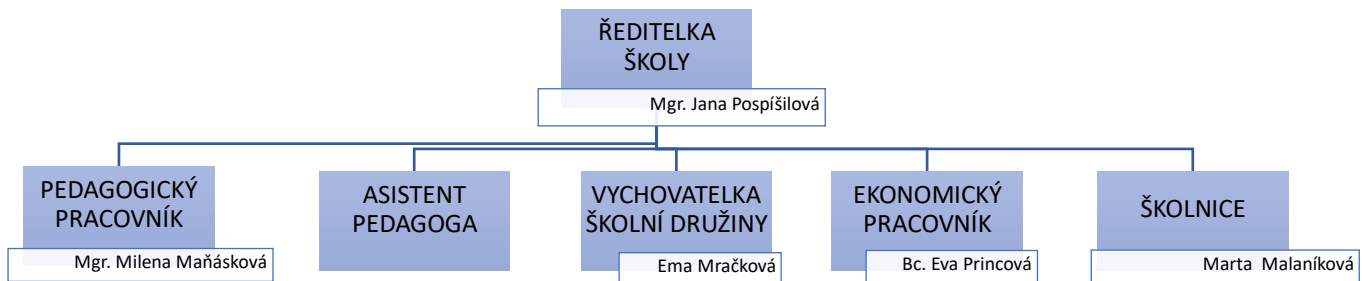 ŘEDITELKA
ŠKOLY
Mgr. Jana Pospíšilová
PEDAGOGICKÝ
PRACOVNÍK
Mgr. Milena Maňásková
ASISTENT
PEDAGOGA
VYCHOVATELKA
ŠKOLNÍ DRUŽINY
Ema Mračková
EKONOMICKÝ
PRACOVNÍK
Bc. Eva Princová
ŠKOLNICE
Marta Malaníková